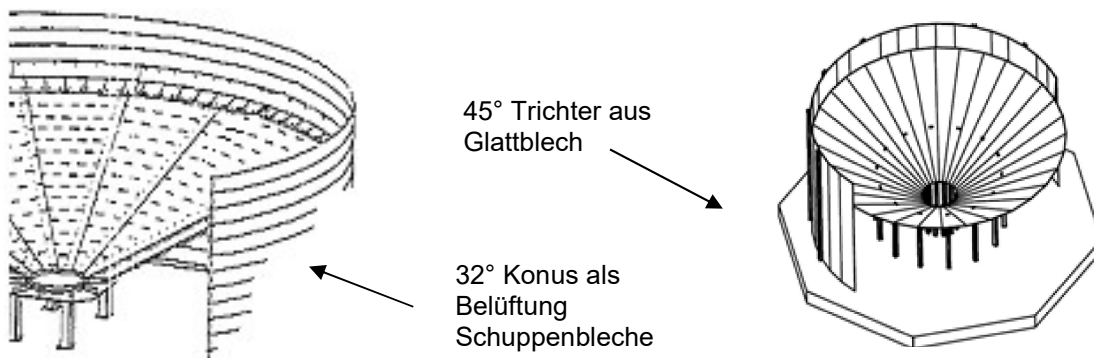 45° Trichter aus
Glattblech
32° Konus als
Belüftung
Schuppenbleche